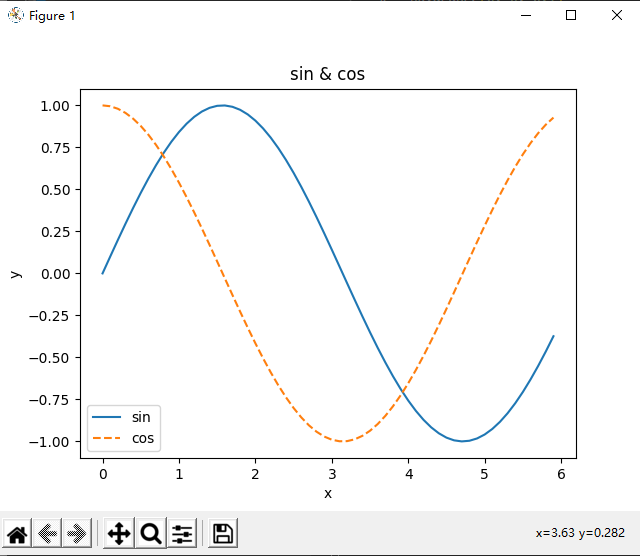 Figure 1
sin & cos
1.00
0.75
0.50
0.25
0.00
−0.25
−0.50
−0.75
−1.00
y
sin
cos
0 1 2 3 4 5 6
x
x=3.63 y=0.282